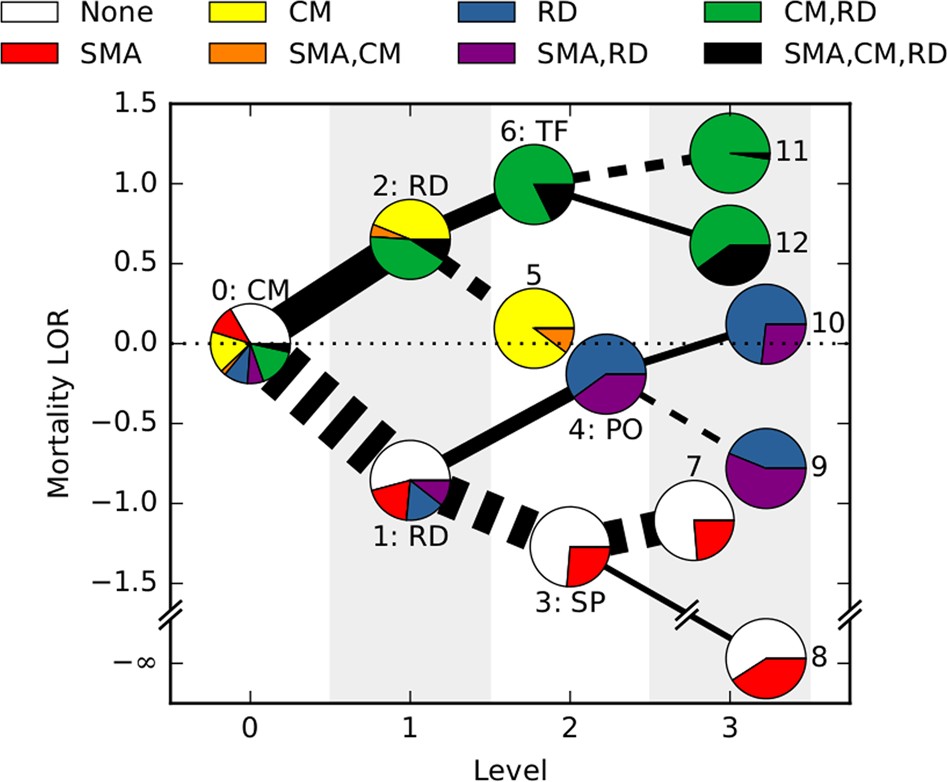 None CM RD CM,RD
SMA SMA,CM SMA,RD SMA,CM,RD
1.5
6: TF
11
1.0
2: RD
12
0.5
5
0: CM
10
0.0
Mortality LOR
−0.5
4: PO
7
9
−1.0
1: RD
−1.5
3: SP
8
−∞
0 1 2 3
Level